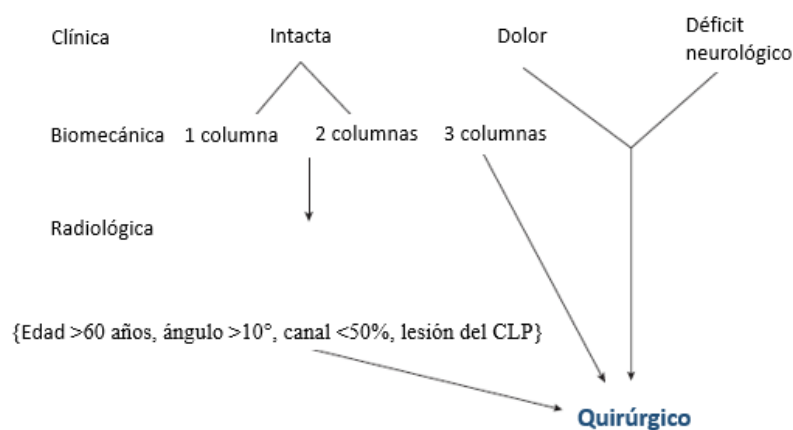 Clínica Intacta Dolor Déficit neurológico
Biomecánica 1 columna 2 columnas 3 columnas
Radiológica
{Edad >60 años, ángulo >10°, canal <50%, lesión del CLP}
Quirúrgico